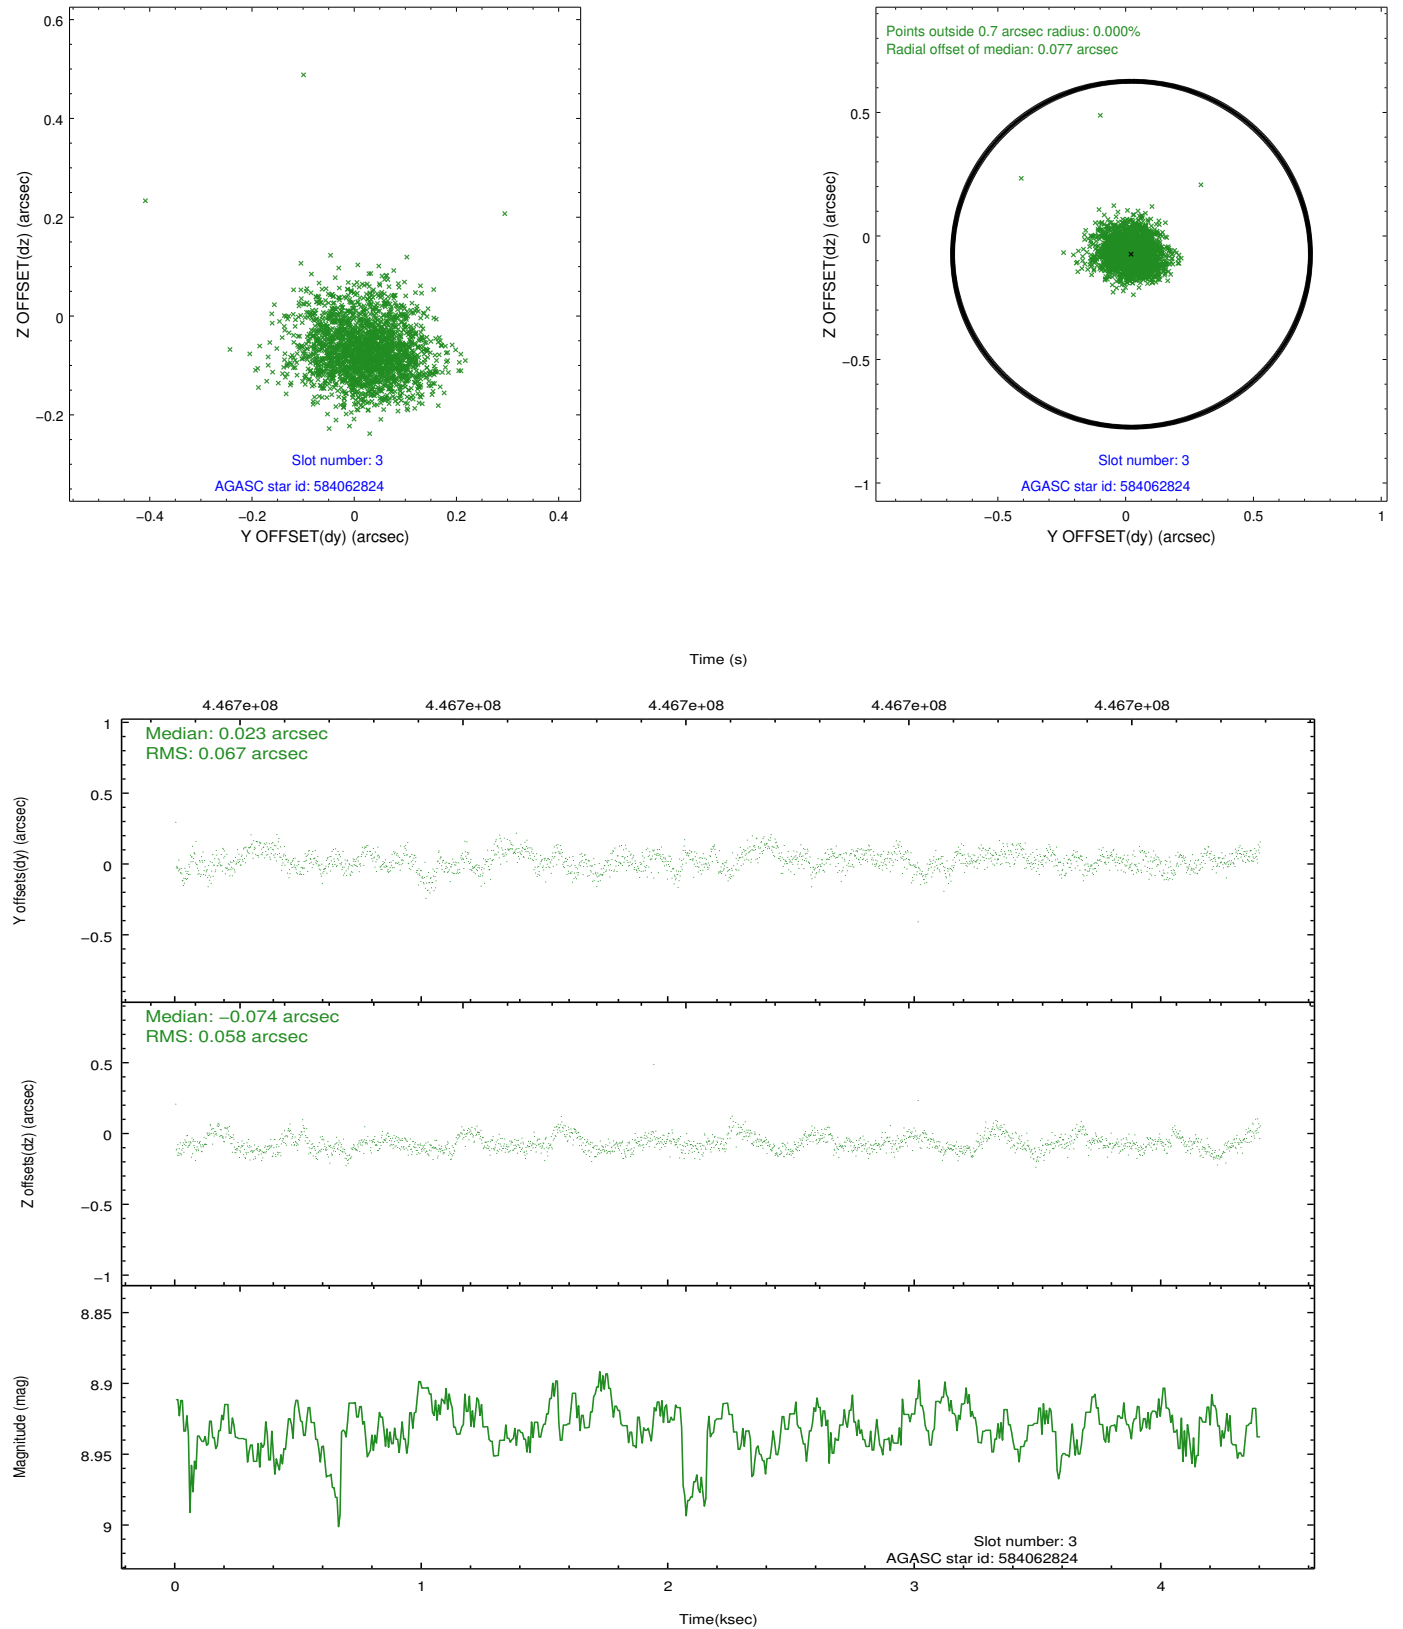 0.6
0.4
0.2
0
−0.2
−0.4
−0.2
0
0.2
0.4
Z OFFSET(dz) (arcsec)
Y OFFSET(dy) (arcsec)
Slot number: 3
AGASC star id: 584062824
Points outside 0.7 arcsec radius: 0.000%
Radial offset of median: 0.077 arcsec
0.5
0
−0.5
−1
−0.5
0
0.5
1
Z OFFSET(dz) (arcsec)
Y OFFSET(dy) (arcsec)
Slot number: 3
AGASC star id: 584062824
Time (s)
4.467e+08
4.467e+08
4.467e+08
4.467e+08
4.467e+08
Median: 0.023 arcsec
RMS: 0.067 arcsec
1
0.5
0
−0.5
Y offsets(dy) (arcsec)
Median: −0.074 arcsec
RMS: 0.058 arcsec
0.5
0
−0.5
−1
Z offsets(dz) (arcsec)
8.85
8.9
8.95
9
Magnitude (mag)
Slot number: 3
AGASC star id: 584062824
0
1
2
3
4
Time(ksec)